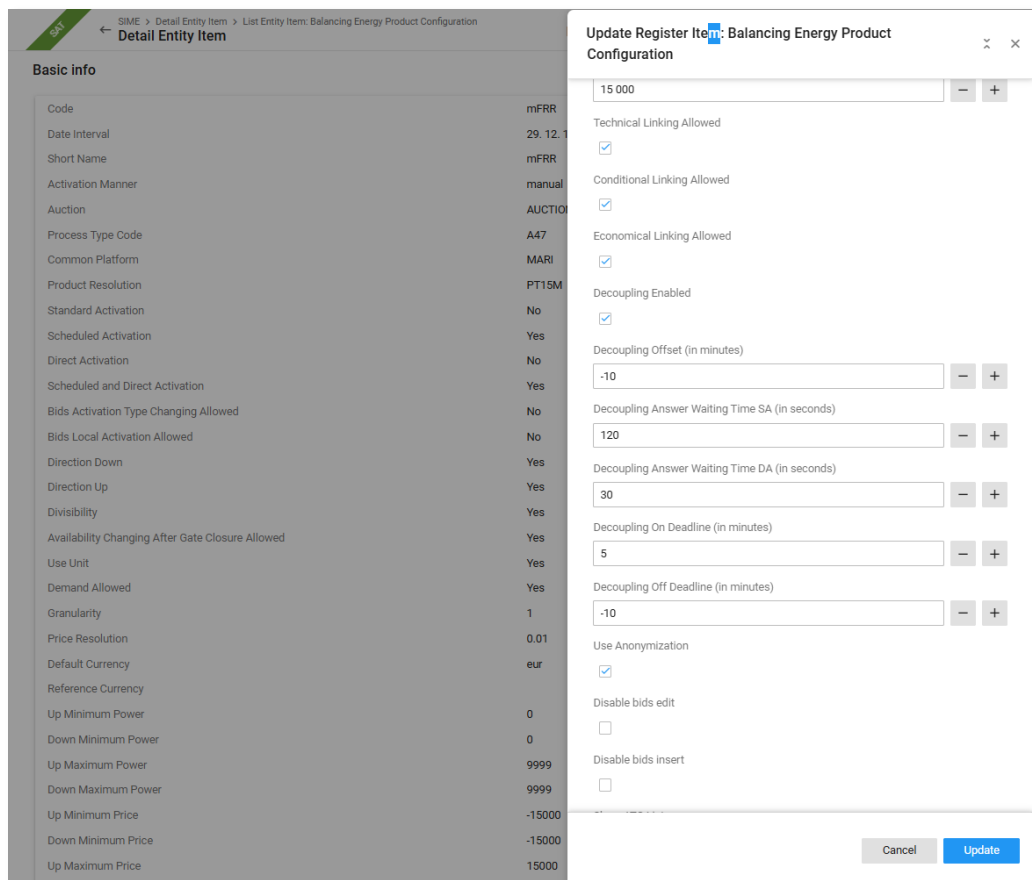 SAT
SIME > Detail Entity Item > List Entity Item: Balancing Energy Product Configuration
Detail Entity Item
Basic info
Code mFRR
Date Interval 29. 12. 1
Short Name mFRR
Activation Manner manual
Auction AUCTIO
Process Type Code A47
Common Platform MARI
Product Resolution PT15M
Standard Activation No
Scheduled Activation Yes
Direct Activation No
Scheduled and Direct Activation Yes
Bids Activation Type Changing Allowed No
Bids Local Activation Allowed No
Direction Down Yes
Direction Up Yes
Divisibility Yes
Availability Changing After Gate Closure Allowed Yes
Use Unit Yes
Demand Allowed Yes
Granularity 1
Price Resolution 0.01
Default Currency eur
Reference Currency
Up Minimum Power 0
Down Minimum Power 0
Up Maximum Power 9999
Down Maximum Power 9999
Up Minimum Price -15000
Down Minimum Price -15000
Up Maximum Price 15000
Update Register Item: Balancing Energy Product
Configuration
15 000
Technical Linking Allowed
Conditional Linking Allowed
Economical Linking Allowed
Decoupling Enabled
Decoupling Offset (in minutes)
-10
Decoupling Answer Waiting Time SA (in seconds)
120
Decoupling Answer Waiting Time DA (in seconds)
30
Decoupling On Deadline (in minutes)
5
Decoupling Off Deadline (in minutes)
-10
Use Anonymization
Disable bids edit
Disable bids insert
Cancel Update